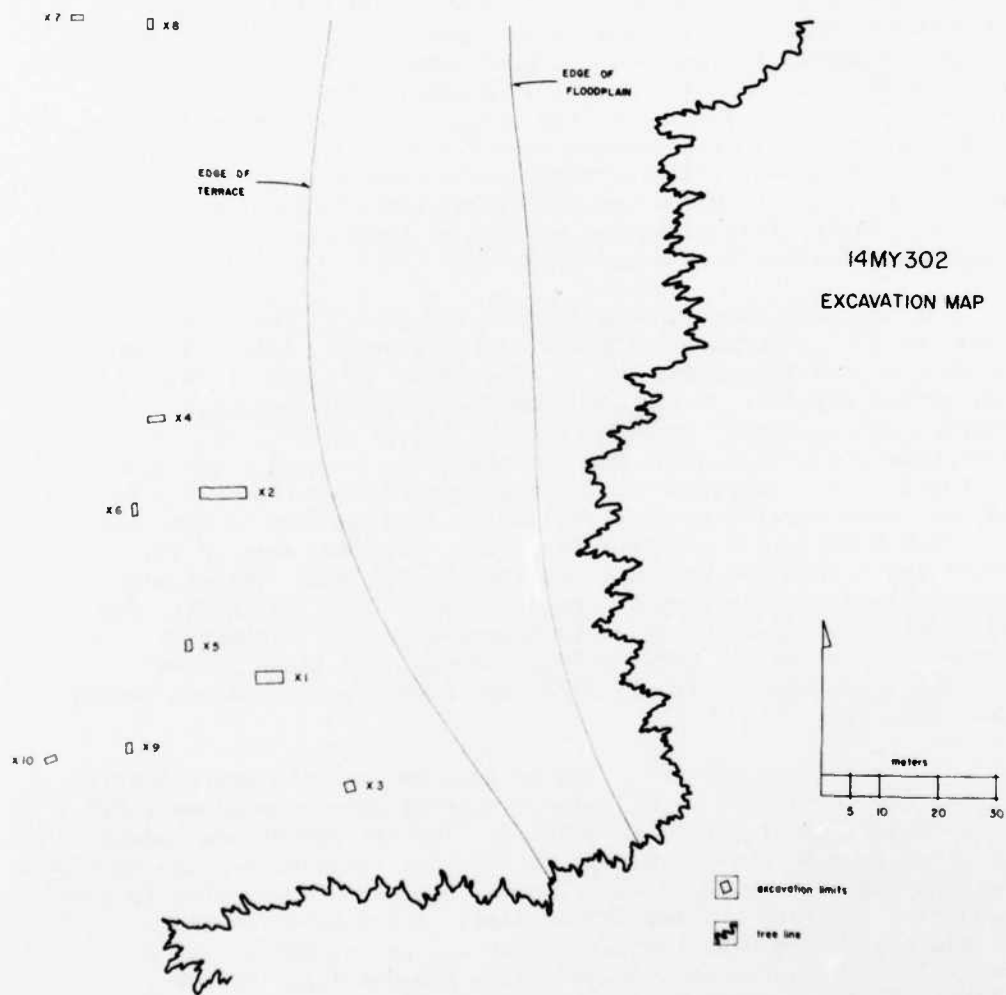 X7
X8
EDGE OF
FLOODPLAIN
EDGE OF
TERRACE
14MY302
EXCAVATION MAP
X4
X2
X6
X5
X1
X9
X10
X3
meters
5 10 20 30
excavation limits
tree line